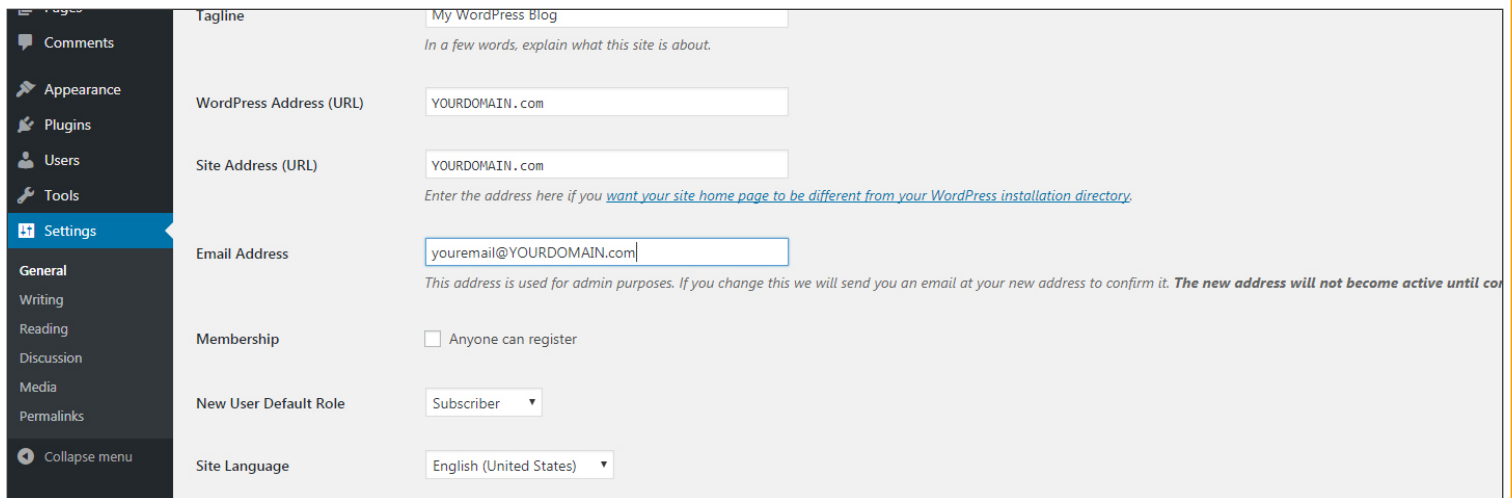 Pages
Comments
Appearance
Plugins
Users
Tools
Settings
General
Writing
Reading
Discussion
Media
Permalinks
Collapse menu
Tagline My WordPress Blog
In a few words, explain what this site is about.
WordPress Address (URL) YOURDOMAIN.com
Site Address (URL) YOURDOMAIN.com
Enter the address here if you want your site home page to be different from your WordPress installation directory.
Email Address youremail@YOURDOMAIN.com
This address is used for admin purposes. If you change this we will send you an email at your new address to confirm it. The new address will not become active until
Membership Anyone can register
New User Default Role Subscriber
Site Language English (United States)